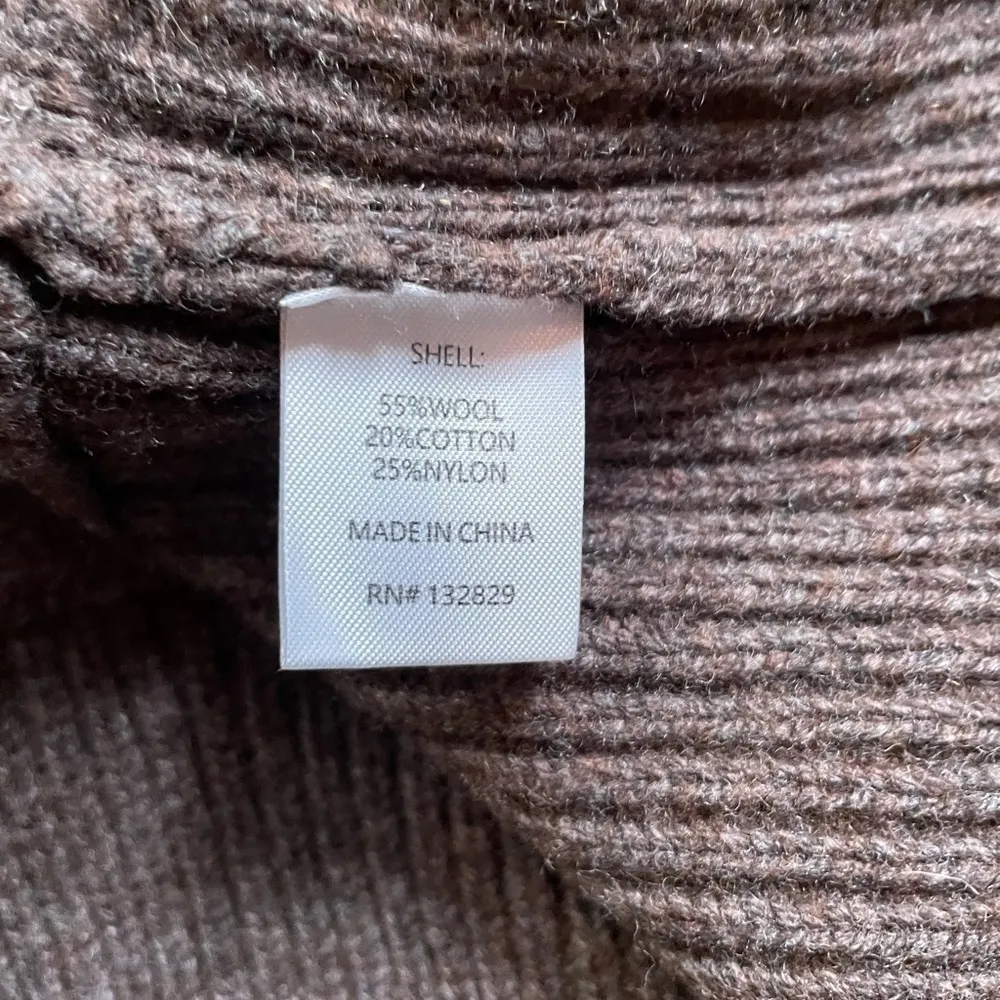 SHELL:
55%WOOL
20%COTTON
25%NYLON
MADE IN CHINA
RN# 132829